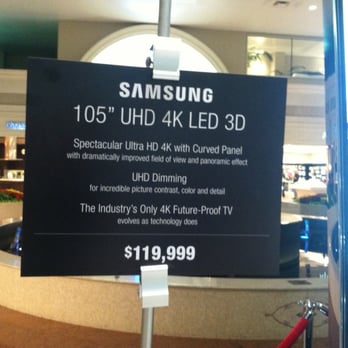 SAMSUNG
105" UHD 4K LED 3D
Spectacular Ultra HD 4K with Curved Panel
with dramatically improved field of view and panoramic effect
UHD Dimming
for incredible picture contrast, color and detail
The Industry's Only 4K Future-Proof TV
evolves as technology does
$119,999